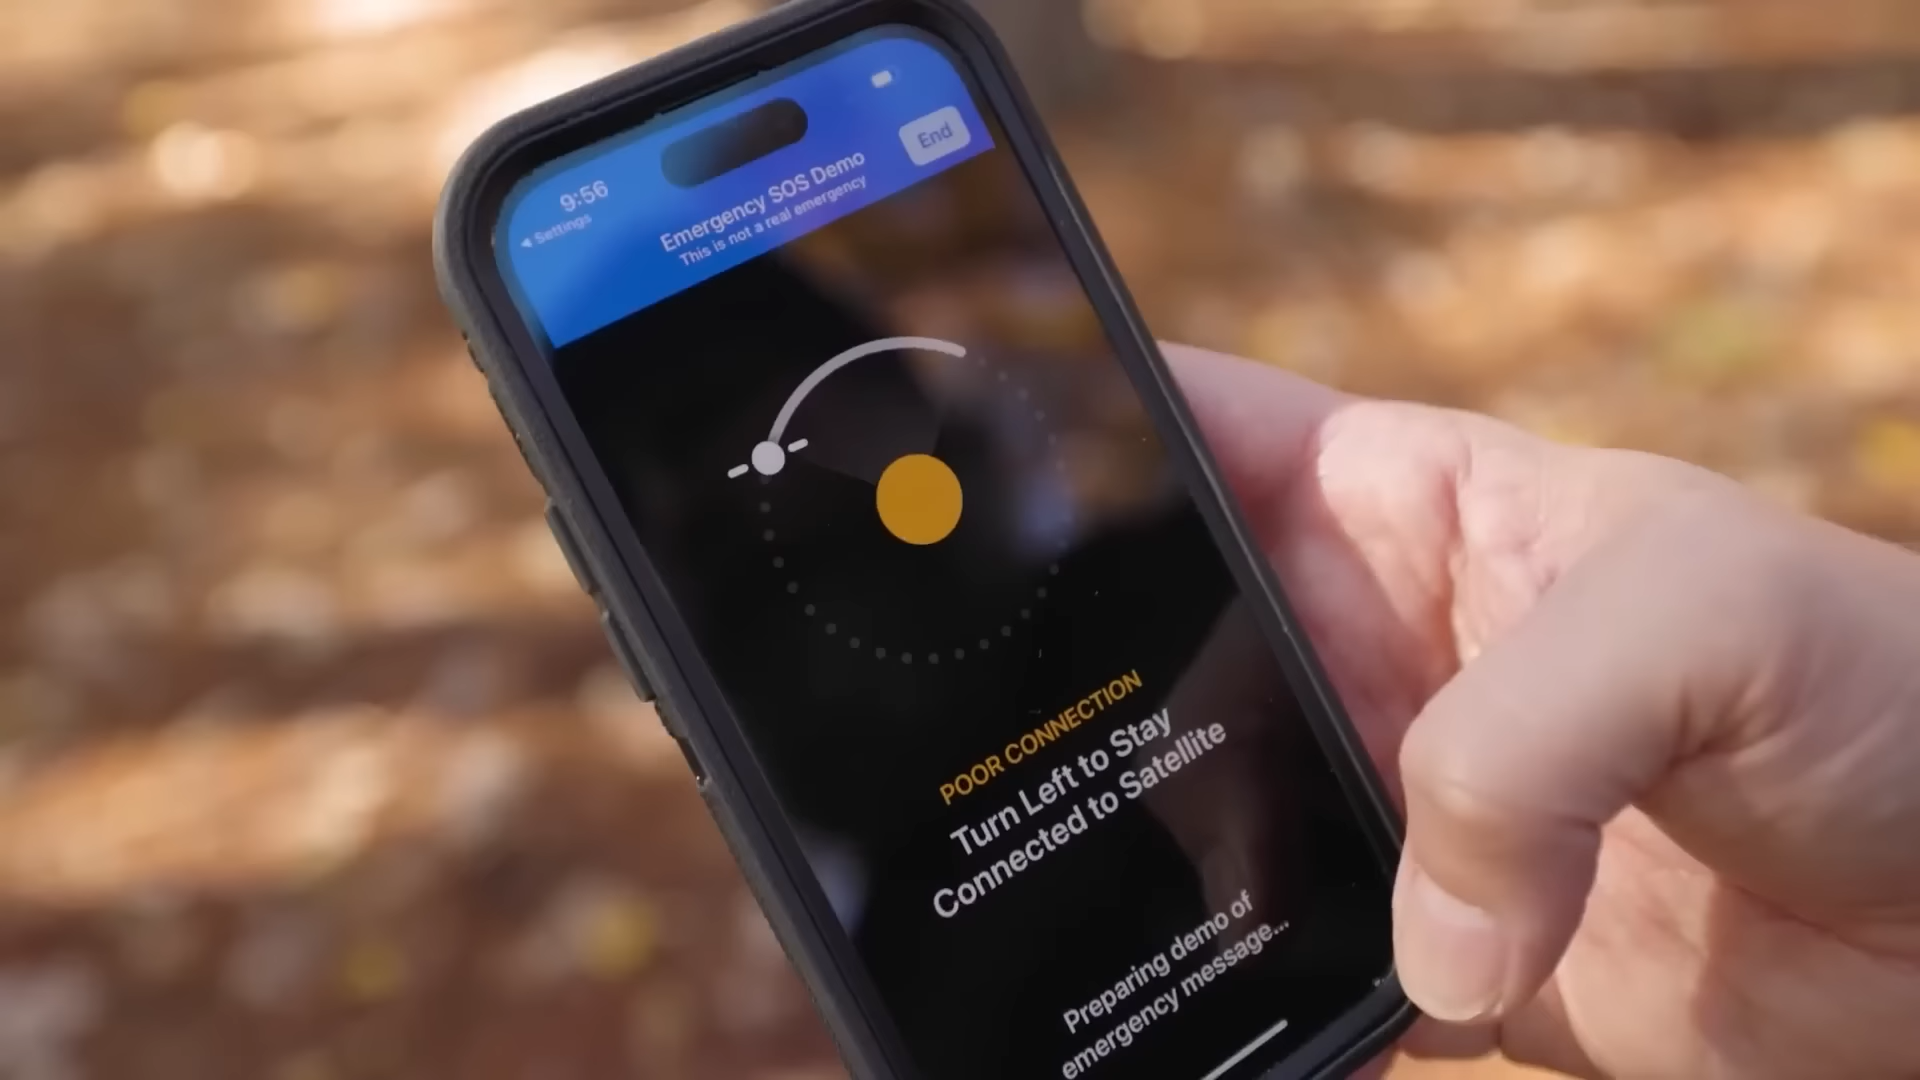 9:56
◀ Settings
End
Emergency SOS Demo
This is not a real emergency
POOR CONNECTION
Turn Left to Stay
Connected to Satellite
Preparing demo of
emergency message...